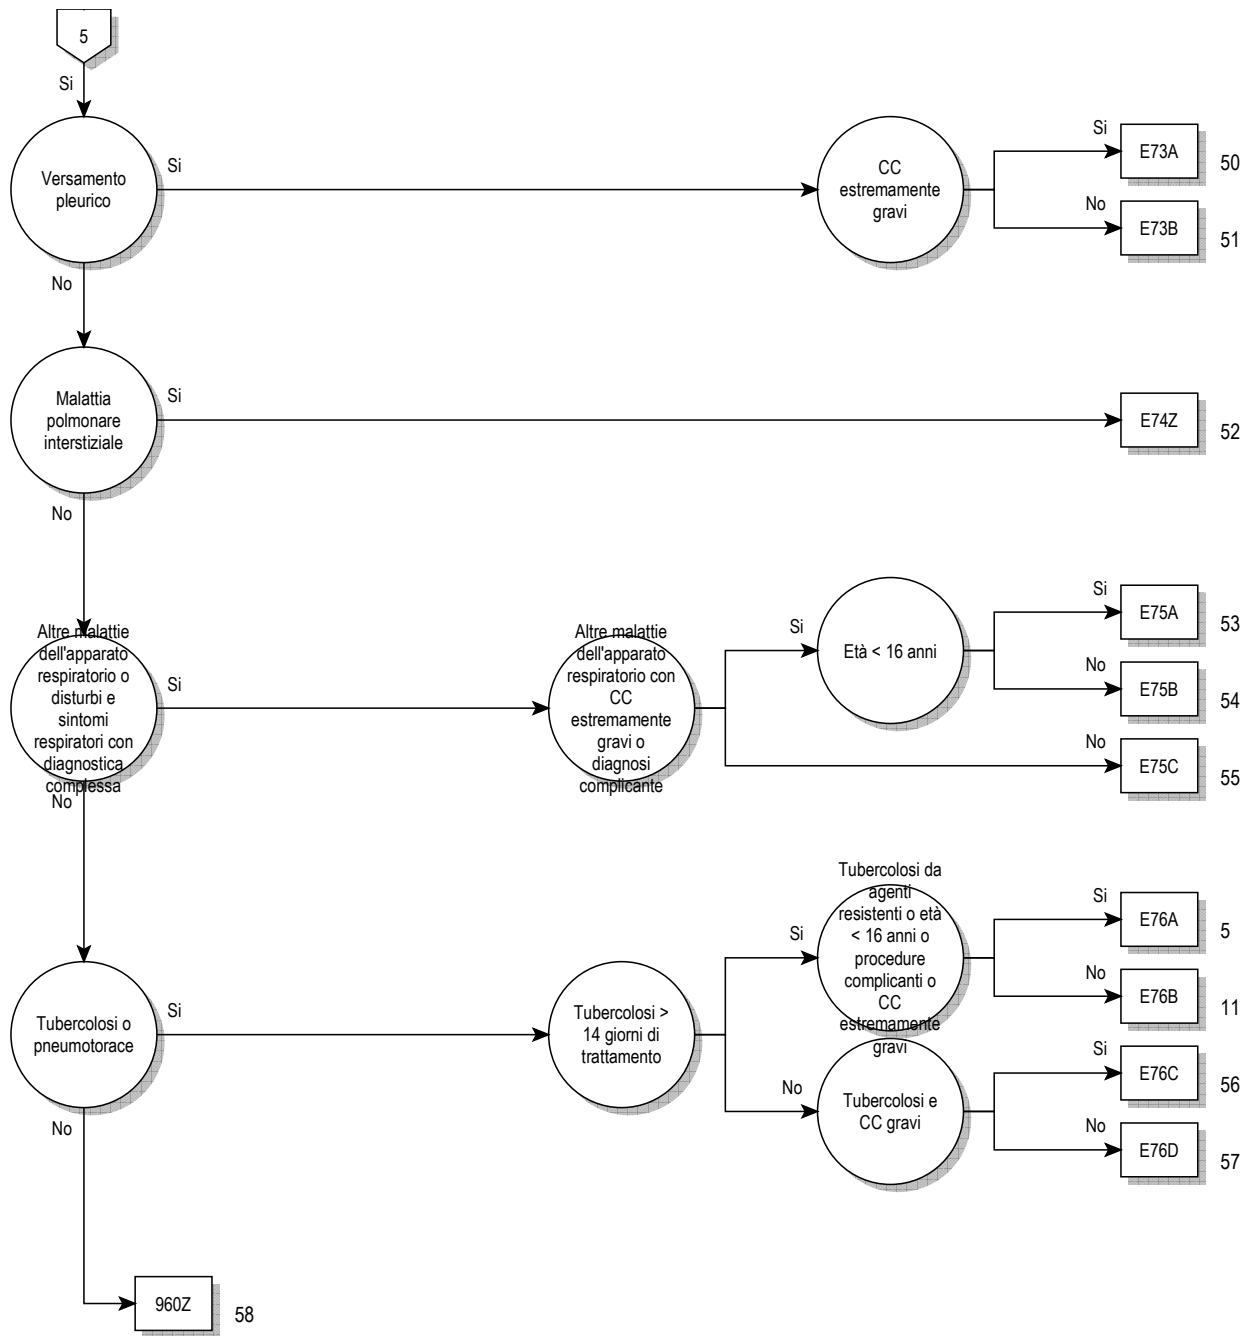 5
Si
Versamento
pleurico
Si
CC
estremamente
gravi
Si
E73A
50
No
E73B
51
No
Malattia
polmonare
interstiziale
Si
E74Z
52
No
Altre malattie
dell'apparato
respiratorio o
disturbi e
sintomi
respiratori con
diagnostica
complessa
Si
Altre malattie
dell'apparato
respiratorio con
CC
estremamente
gravi o
diagnosi
complicante
Si
Età < 16 anni
Si
E75A
53
No
E75B
54
No
E75C
55
No
Tubercolosi o
pneumotorace
Si
Tubercolosi >
14 giorni di
trattamento
Si
Tubercolosi da
agenti
resistenti o età
< 16 anni o
procedure
complicanti o
CC
estremamente
gravi
Si
E76A
5
No
E76B
11
No
Tubercolosi e
CC gravi
Si
E76C
56
No
E76D
57
No
960Z
58